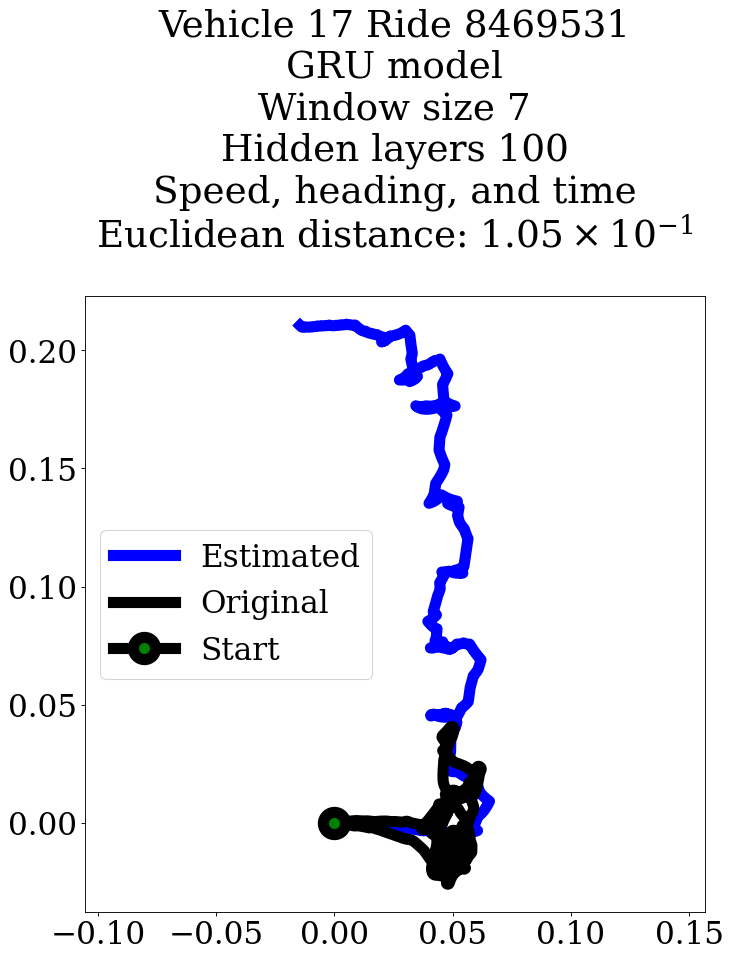 Vehicle 17 Ride 8469531
GRU model
Window size 7
Hidden layers 100
Speed, heading, and time
Euclidean distance: 1.05 × 10⁻¹
0.20
0.15
0.10
0.05
0.00
Estimated
Original
Start
−0.10 −0.05 0.00 0.05 0.10 0.15